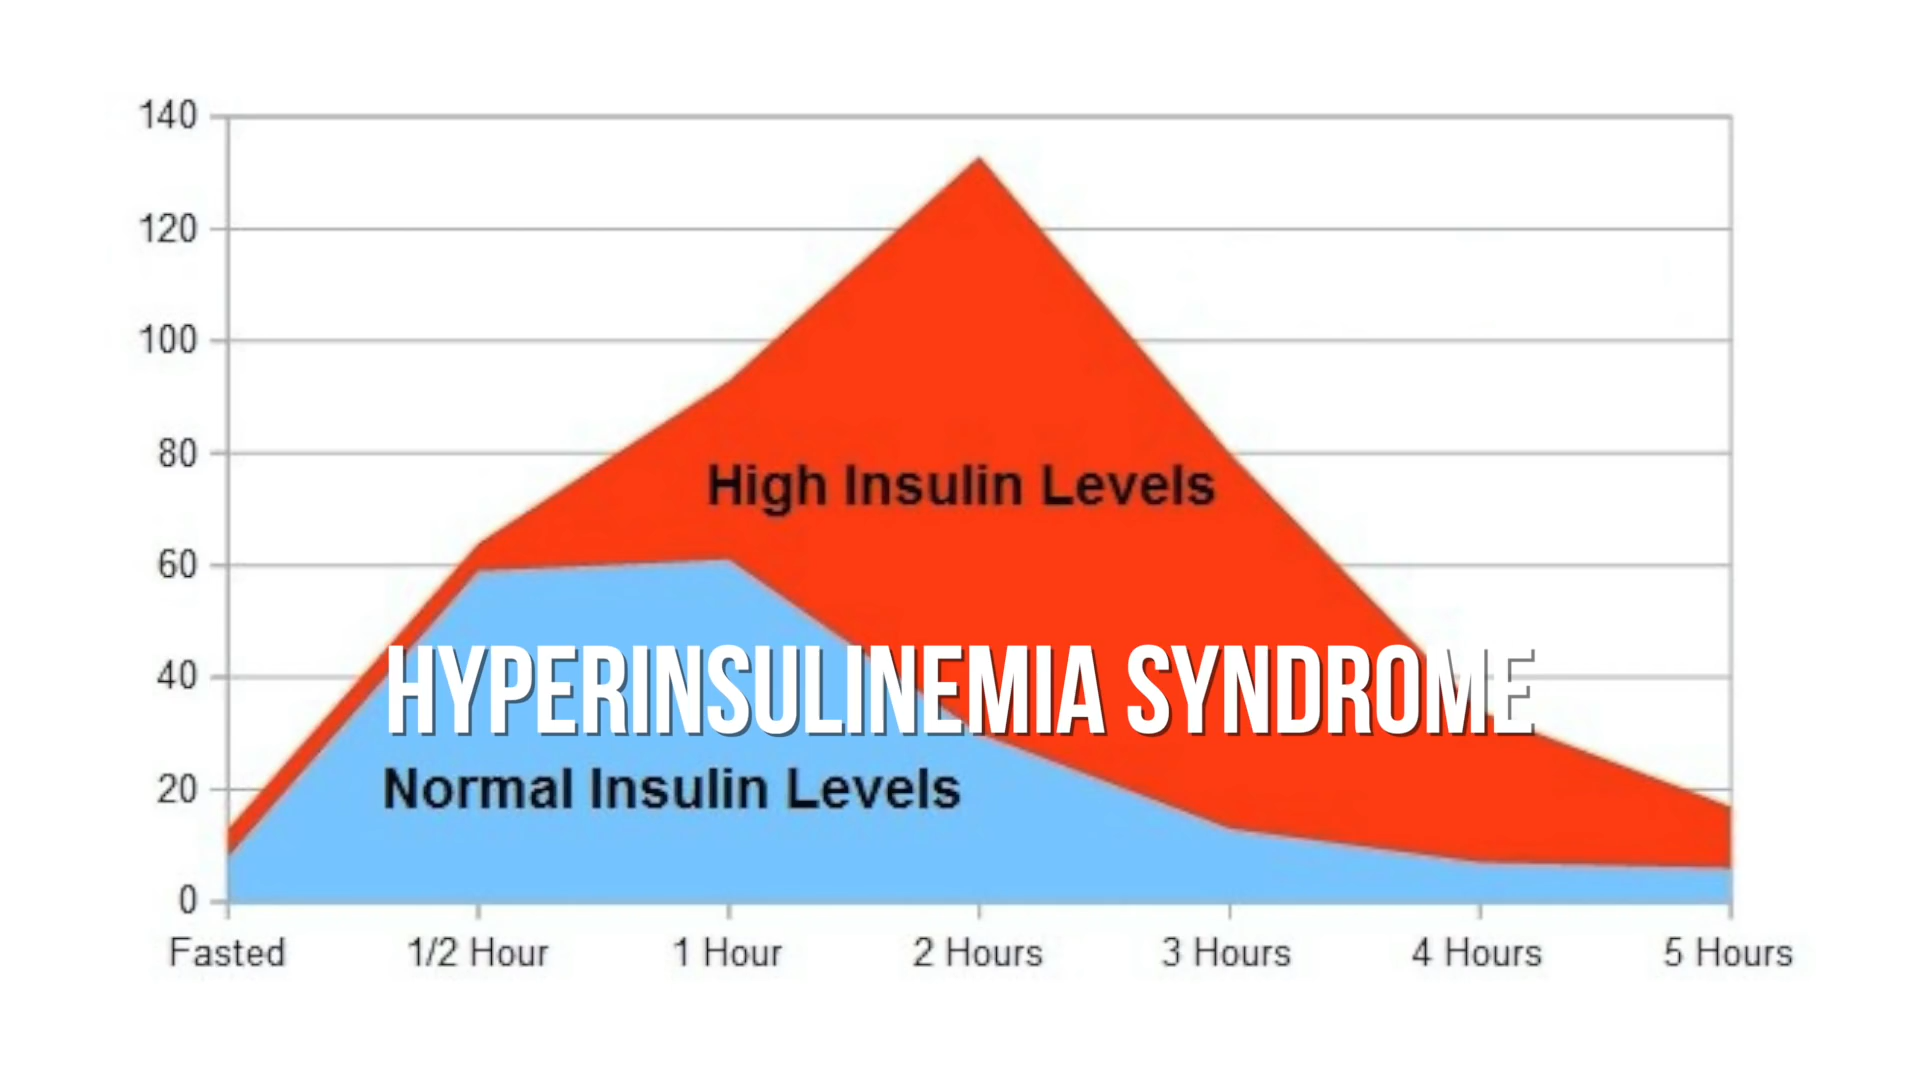 140
120
100
80
High Insulin Levels
60
HYPERINSULINEMIA SYNDROME
40
20
Normal Insulin Levels
0
Fasted 1/2 Hour 1 Hour 2 Hours 3 Hours 4 Hours 5 Hours